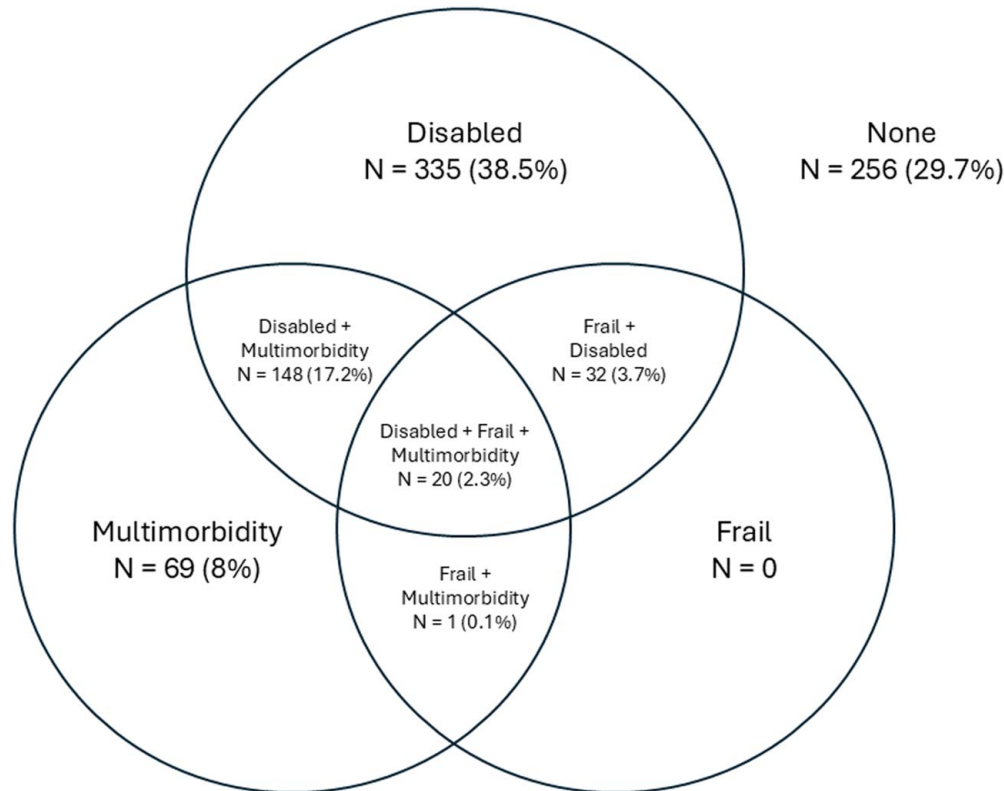 Disabled
N = 335 (38.5%)
None
N = 256 (29.7%)
Disabled +
Multimorbidity
N = 148 (17.2%)
Frail +
Disabled
N = 32 (3.7%)
Disabled + Frail +
Multimorbidity
N = 20 (2.3%)
Multimorbidity
N = 69 (8%)
Frail
N = 0
Frail +
Multimorbidity
N = 1 (0.1%)